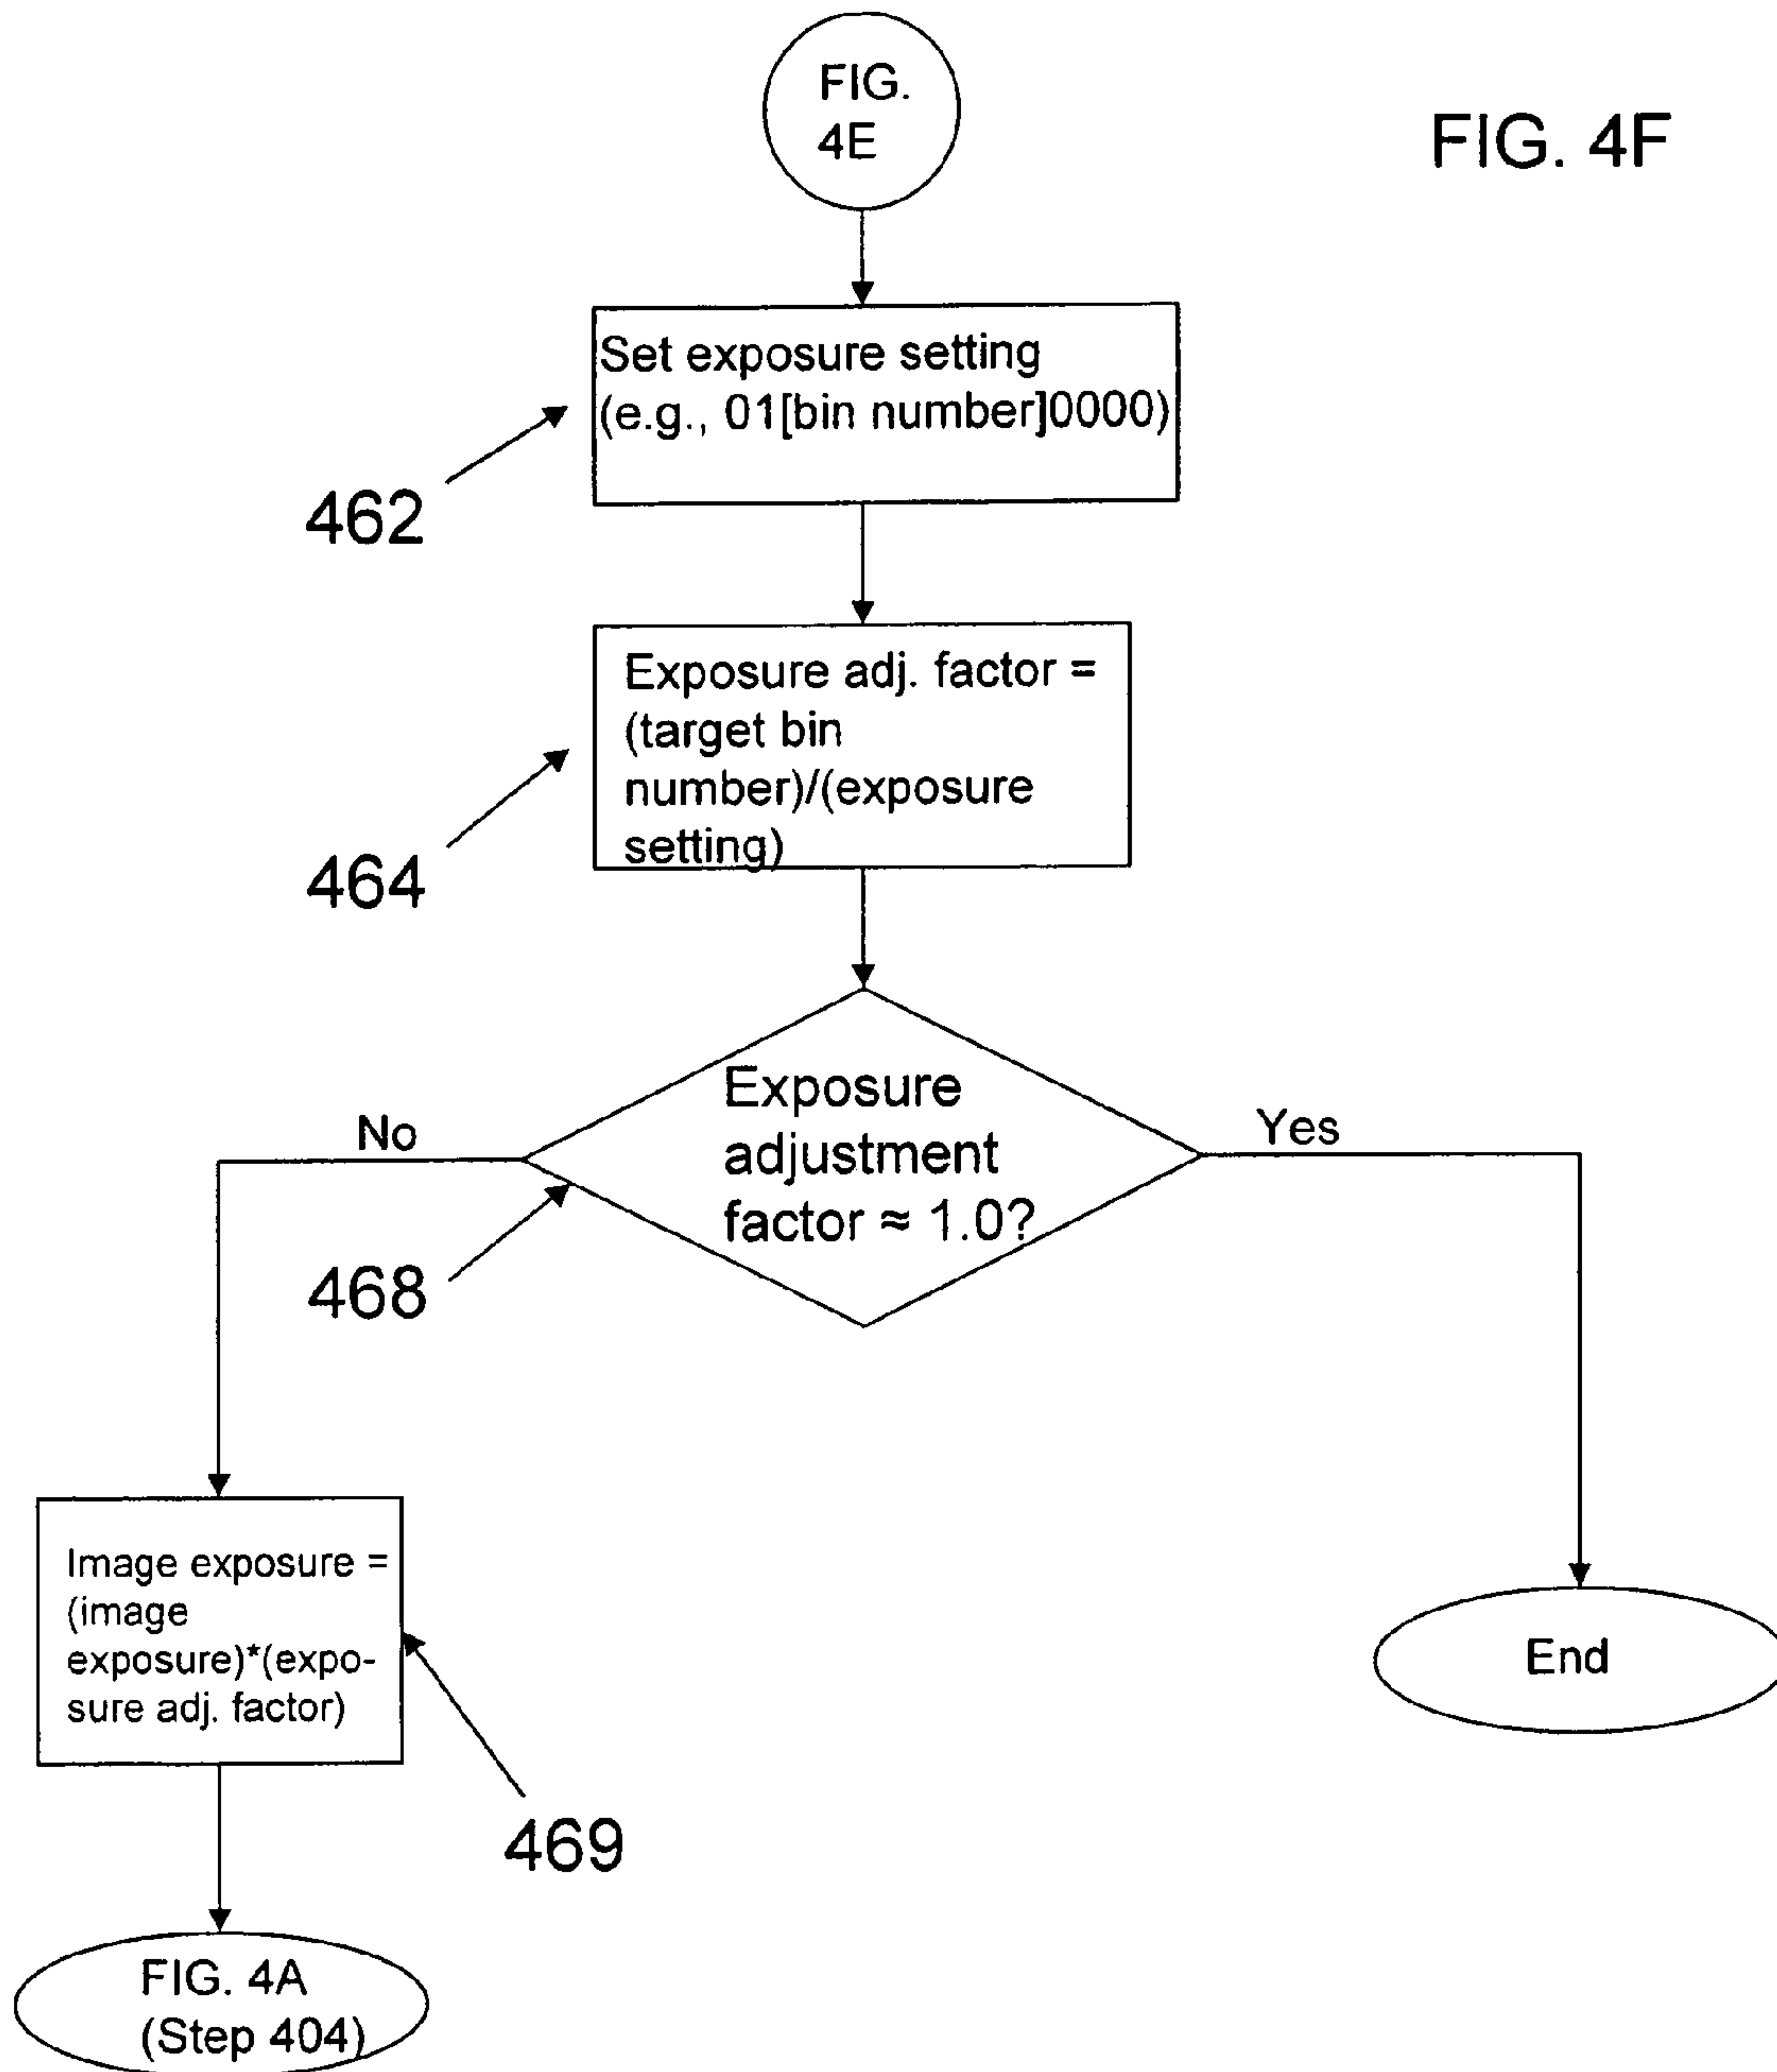 FIG.
4E
FIG. 4F
Set exposure setting
(e.g., 01[bin number]0000)
462
Exposure adj. factor =
(target bin
number)/(exposure
setting)
464
Exposure
adjustment
factor ≈ 1.0?
No
Yes
468
Image exposure =
(image
exposure)*(expo-
sure adj. factor)
End
469
FIG. 4A
(Step 404)